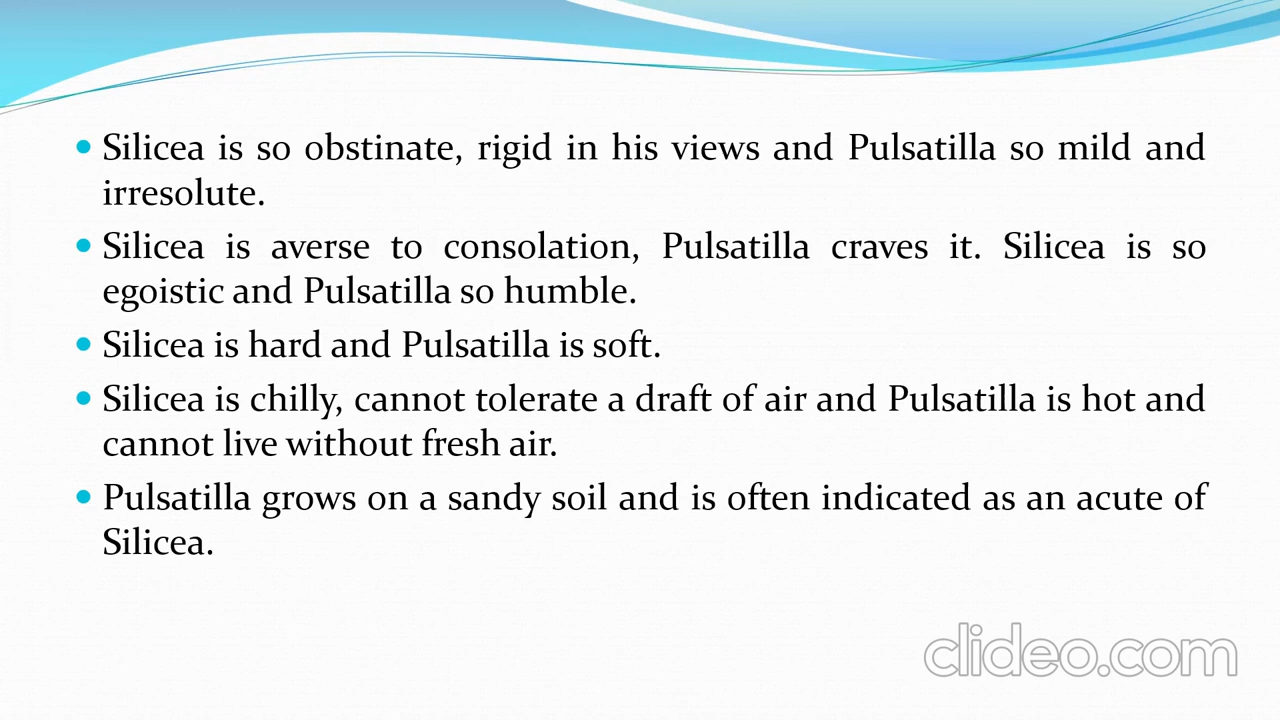 • Silicea is so obstinate, rigid in his views and Pulsatilla so mild and
irresolute.
• Silicea is averse to consolation, Pulsatilla craves it. Silicea is so
egoistic and Pulsatilla so humble.
• Silicea is hard and Pulsatilla is soft.
• Silicea is chilly, cannot tolerate a draft of air and Pulsatilla is hot and
cannot live without fresh air.
• Pulsatilla grows on a sandy soil and is often indicated as an acute of
Silicea.
clideo.com